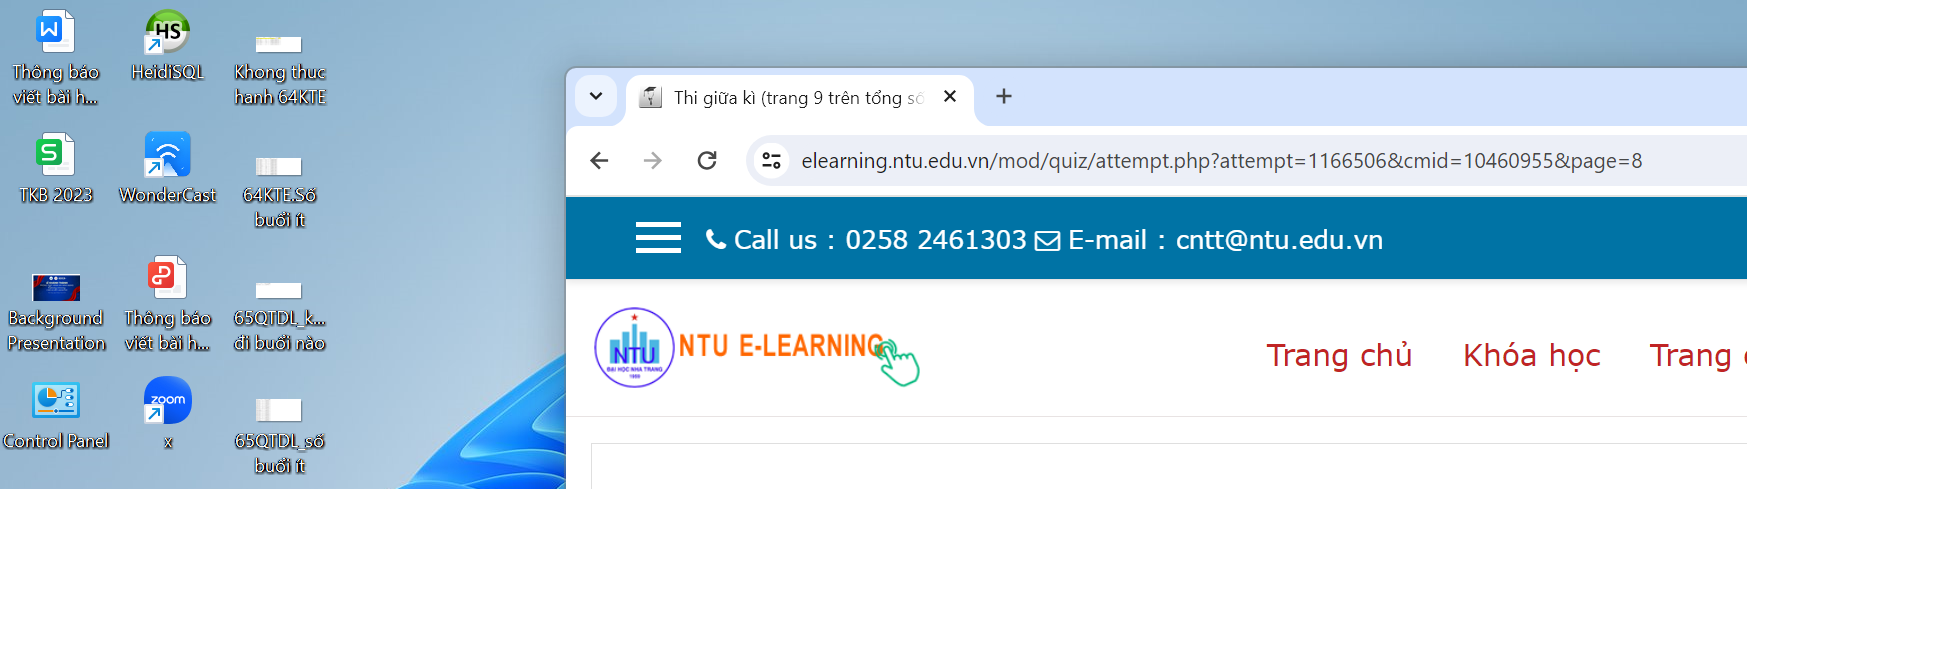 Thông báo
viết bài h...
HeidiSQL
Khong thuc
hanh 64KTE
TKB 2023
WonderCast
64KTE.Số
buổi ít
Background
Presentation
Thông báo
viết bài h...
65QTDL_k...
đi buổi nào
Control Panel
zoom
x
65QTDL_số
buổi ít
Thi giữa kì (trang 9 trên tổng số
elearning.ntu.edu.vn/mod/quiz/attempt.php?attempt=1166506&cmid=10460955&page=8
Call us : 0258 2461303 E-mail : cntt@ntu.edu.vn
NTU
ĐẠI HỌC NHA TRANG
1959
NTU E-LEARNING
Trang chủ Khóa học Trang